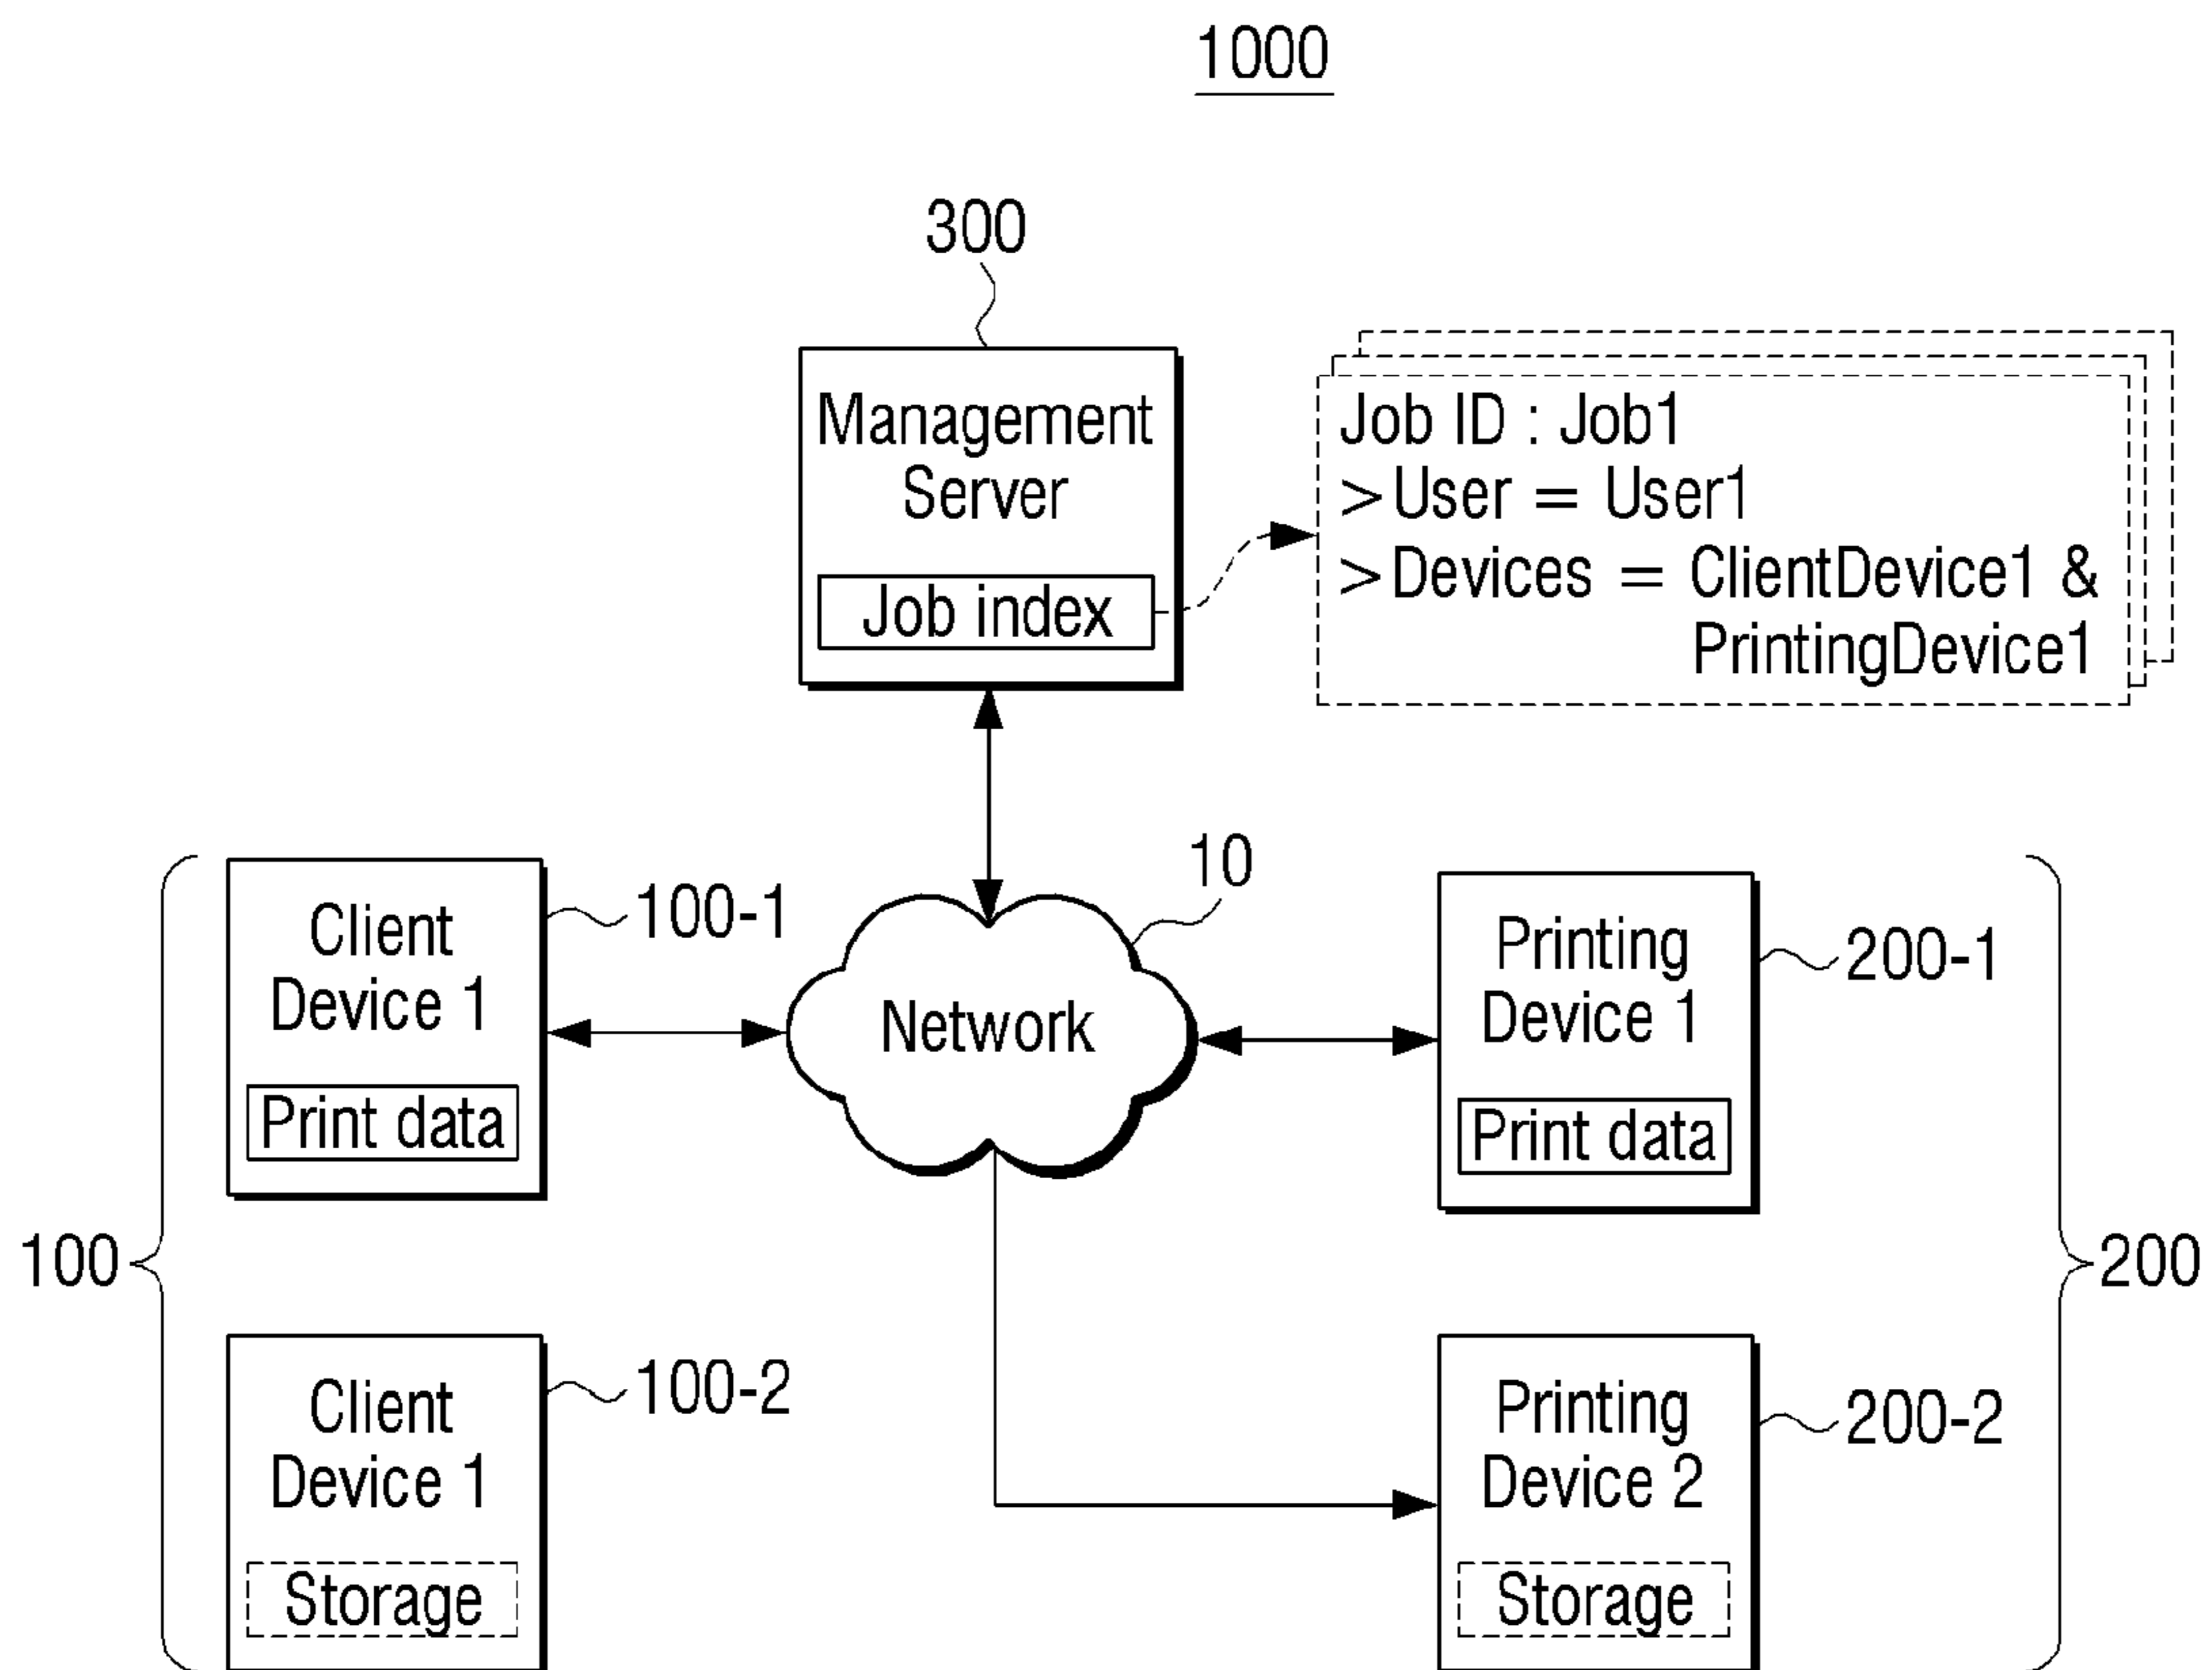 1000
300
Management
Server
Job index
Job ID : Job1
>User = User1
>Devices = ClientDevice1 &
PrintingDevice1
10
Network
100
Client
Device 1
Print data
100-1
Client
Device 1
Storage
100-2
Printing
Device 1
Print data
200-1
Printing
Device 2
Storage
200-2
200